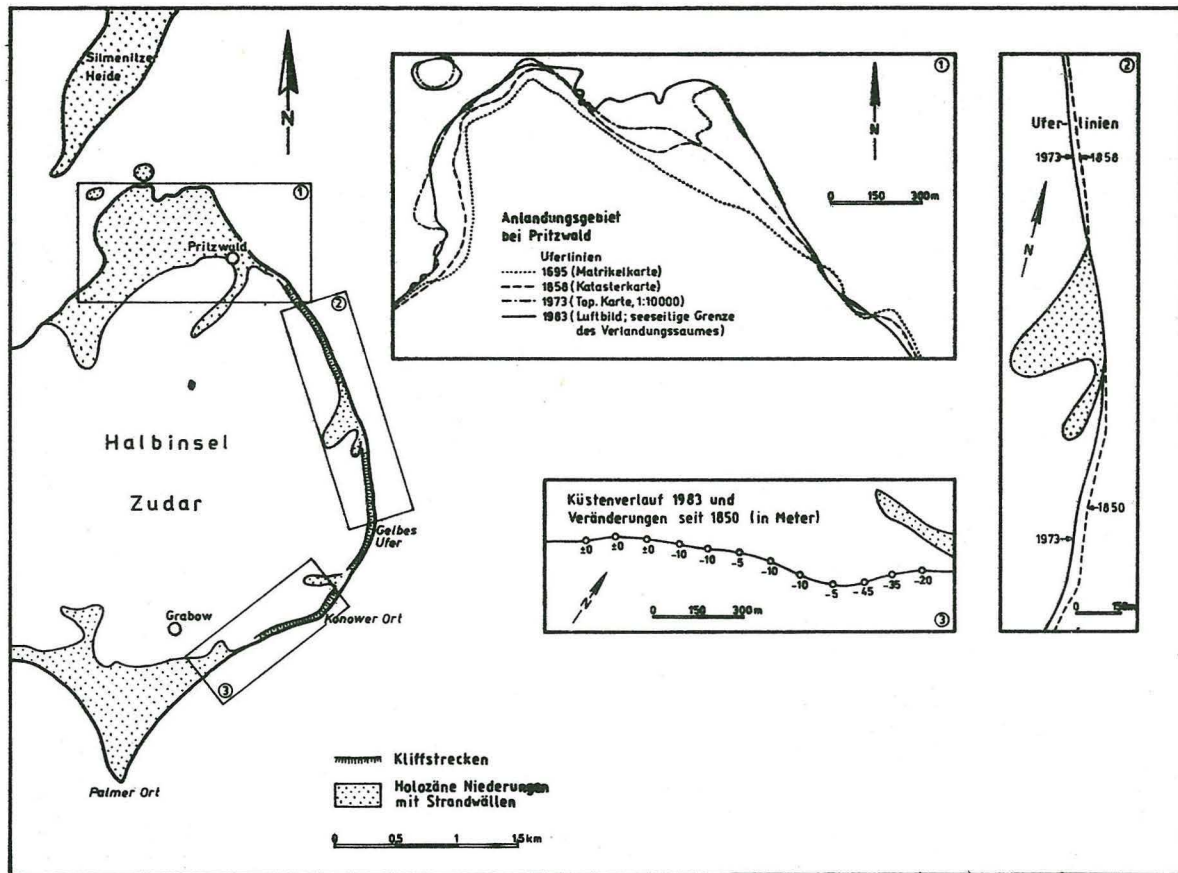 Silmenitzer
Heide
N
1
Pritzwald
2
Halbinsel
Zudar
Gelbes
Ufer
Grabow
Konower Ort
3
Palmer Ort
Kliffstrecken
Holozäne Niederungen
mit Strandwällen
0 0,5 1 1,5km
1
N
0 150 300m
Anlandungsgebiet
bei Pritzwald
Uferlinien
1695 (Matrikelkarte)
1858 (Katasterkarte)
1973 (Top. Karte, 1:10000)
1983 (Luftbild; seeseitige Grenze
des Verlandungssaumes)
2
Ufer-linien
1973 1858
N
1850
1973
0 150m
Küstenverlauf 1983 und
Veränderungen seit 1850 (in Meter)
±0 ±0 ±0 -10 -10 -5 -10 -10 -5 -45 -35 -20
N
0 150 300m
3